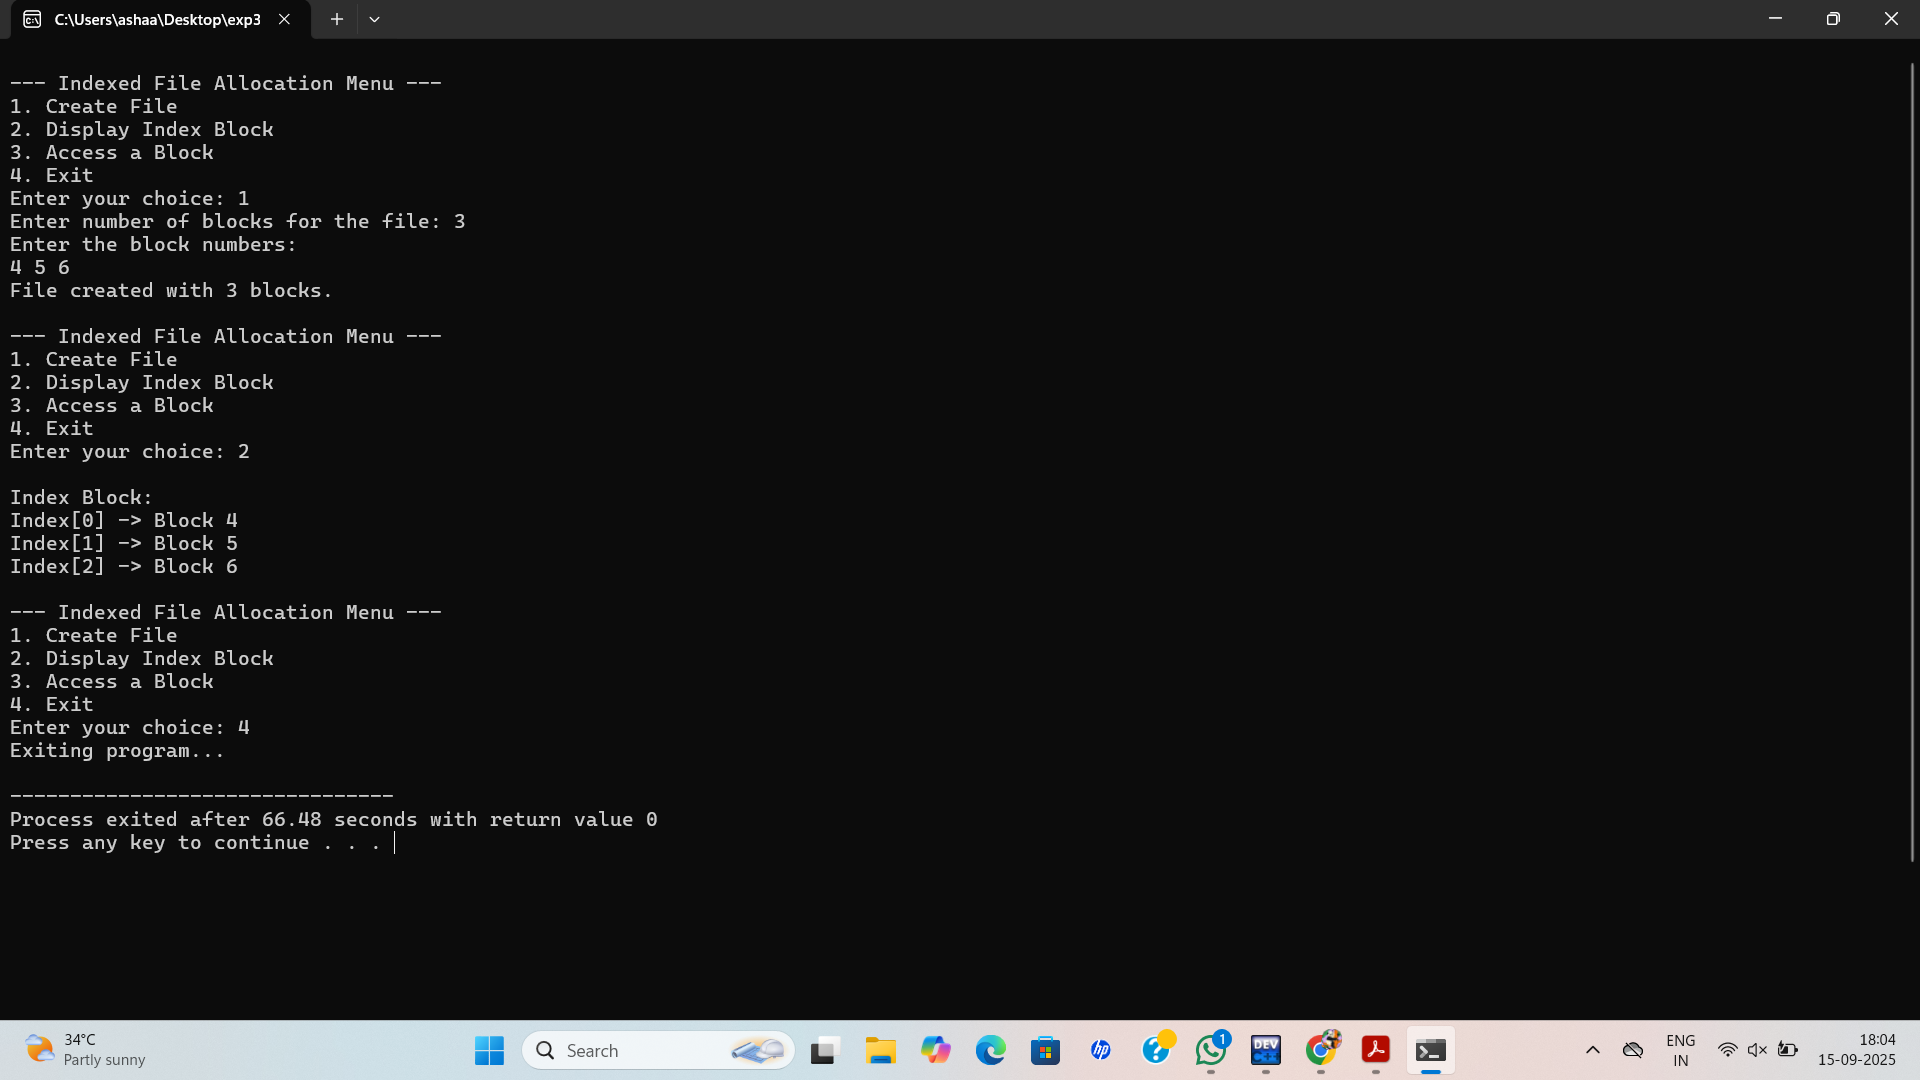 C:\Users\ashaa\Desktop\exp3
--- Indexed File Allocation Menu ---
1. Create File
2. Display Index Block
3. Access a Block
4. Exit
Enter your choice: 1
Enter number of blocks for the file: 3
Enter the block numbers:
4 5 6
File created with 3 blocks.
--- Indexed File Allocation Menu ---
1. Create File
2. Display Index Block
3. Access a Block
4. Exit
Enter your choice: 2
Index Block:
Index[0] -> Block 4
Index[1] -> Block 5
Index[2] -> Block 6
--- Indexed File Allocation Menu ---
1. Create File
2. Display Index Block
3. Access a Block
4. Exit
Enter your choice: 4
Exiting program...
--------------------------------
Process exited after 66.48 seconds with return value 0
Press any key to continue . . .
34°C
Partly sunny
Search
hp
1
DEV
C++
ENG
IN
18:04
15-09-2025